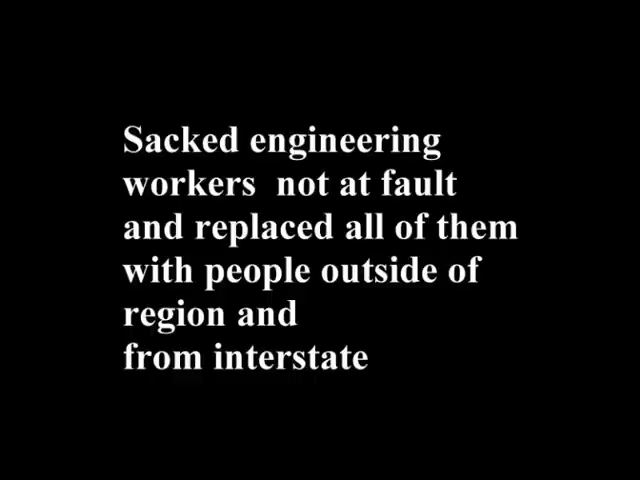 Sacked engineering
workers  not at fault
and replaced all of them
with people outside of
region and
from interstate